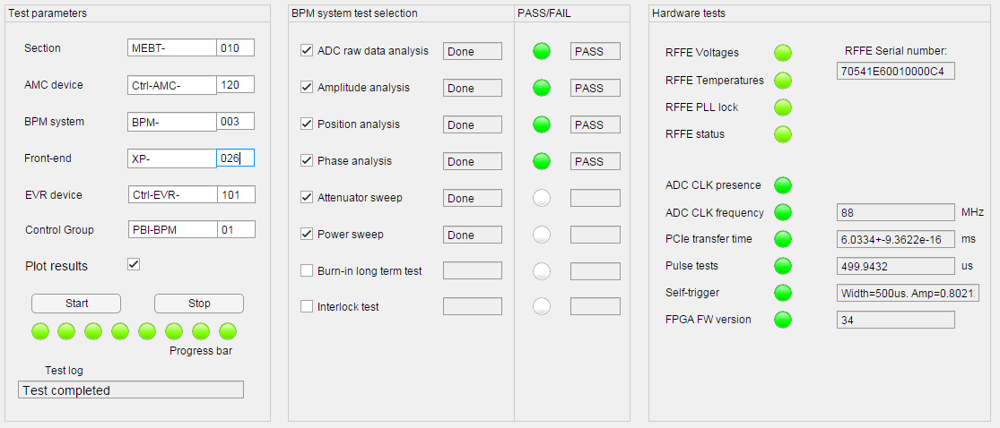 Test parameters
Section MEBT- 010
AMC device Ctrl-AMC- 120
BPM system BPM- 003
Front-end XP- 026
EVR device Ctrl-EVR- 101
Control Group PBI-BPM 01
Plot results
Start Stop
Progress bar
Test log
Test completed
BPM system test selection PASS/FAIL
ADC raw data analysis Done PASS
Amplitude analysis Done PASS
Position analysis Done PASS
Phase analysis Done PASS
Attenuator sweep Done
Power sweep Done
Burn-in long term test
Interlock test
Hardware tests
RFFE Voltages RFFE Serial number:
70541E60010000C4
RFFE Temperatures
RFFE PLL lock
RFFE status
ADC CLK presence
ADC CLK frequency 88 MHz
PCIe transfer time 6.0334+-9.3622e-16 ms
Pulse tests 499.9432 us
Self-trigger Width=500us. Amp=0.8021
FPGA FW version 34